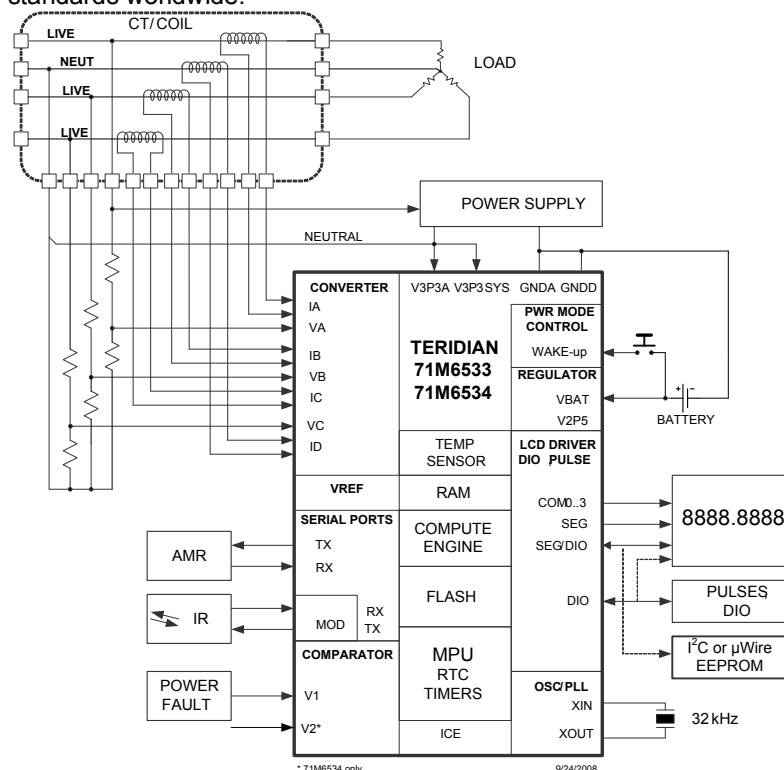 standards worldwide.
CT/COIL
LIVE
NEUT
LIVE
LIVE
LOAD
POWER SUPPLY
NEUTRAL
CONVERTER
IA
VA
IB
VB
IC
VC
ID
V3P3A V3P3SYS GNDA GNDD
TERIDIAN
71M6533
71M6534
PWR MODE
CONTROL
WAKE-up
REGULATOR
VBAT
V2P5
+ -
BATTERY
TEMP
SENSOR
LCD DRIVER
DIO, PULSE
VREF
RAM
COM0..3
SEG
SEG/DIO
DIO
8888.8888
SERIAL PORTS
TX
RX
AMR
COMPUTE
ENGINE
FLASH
PULSES,
DIO
IR
MOD
RX
TX
I²C or µWire
EEPROM
COMPARATOR
V1
V2*
POWER
FAULT
MPU
RTC
TIMERS
ICE
OSC/PLL
XIN
XOUT
32 kHz
* 71M6534 only
9/24/2008